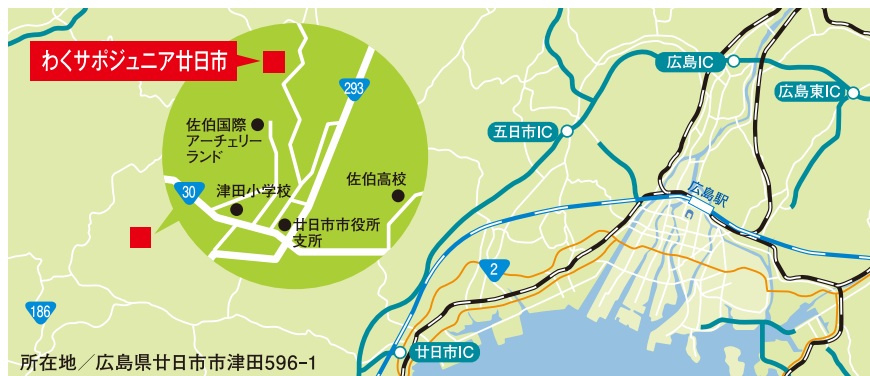 わくサポジュニア廿日市
293
佐伯国際
アーチェリー
ランド
30
津田小学校
佐伯高校
廿日市市役所
支所
186
所在地／広島県廿日市市津田596-1
広島IC
広島東IC
五日市IC
広島駅
2
廿日市IC